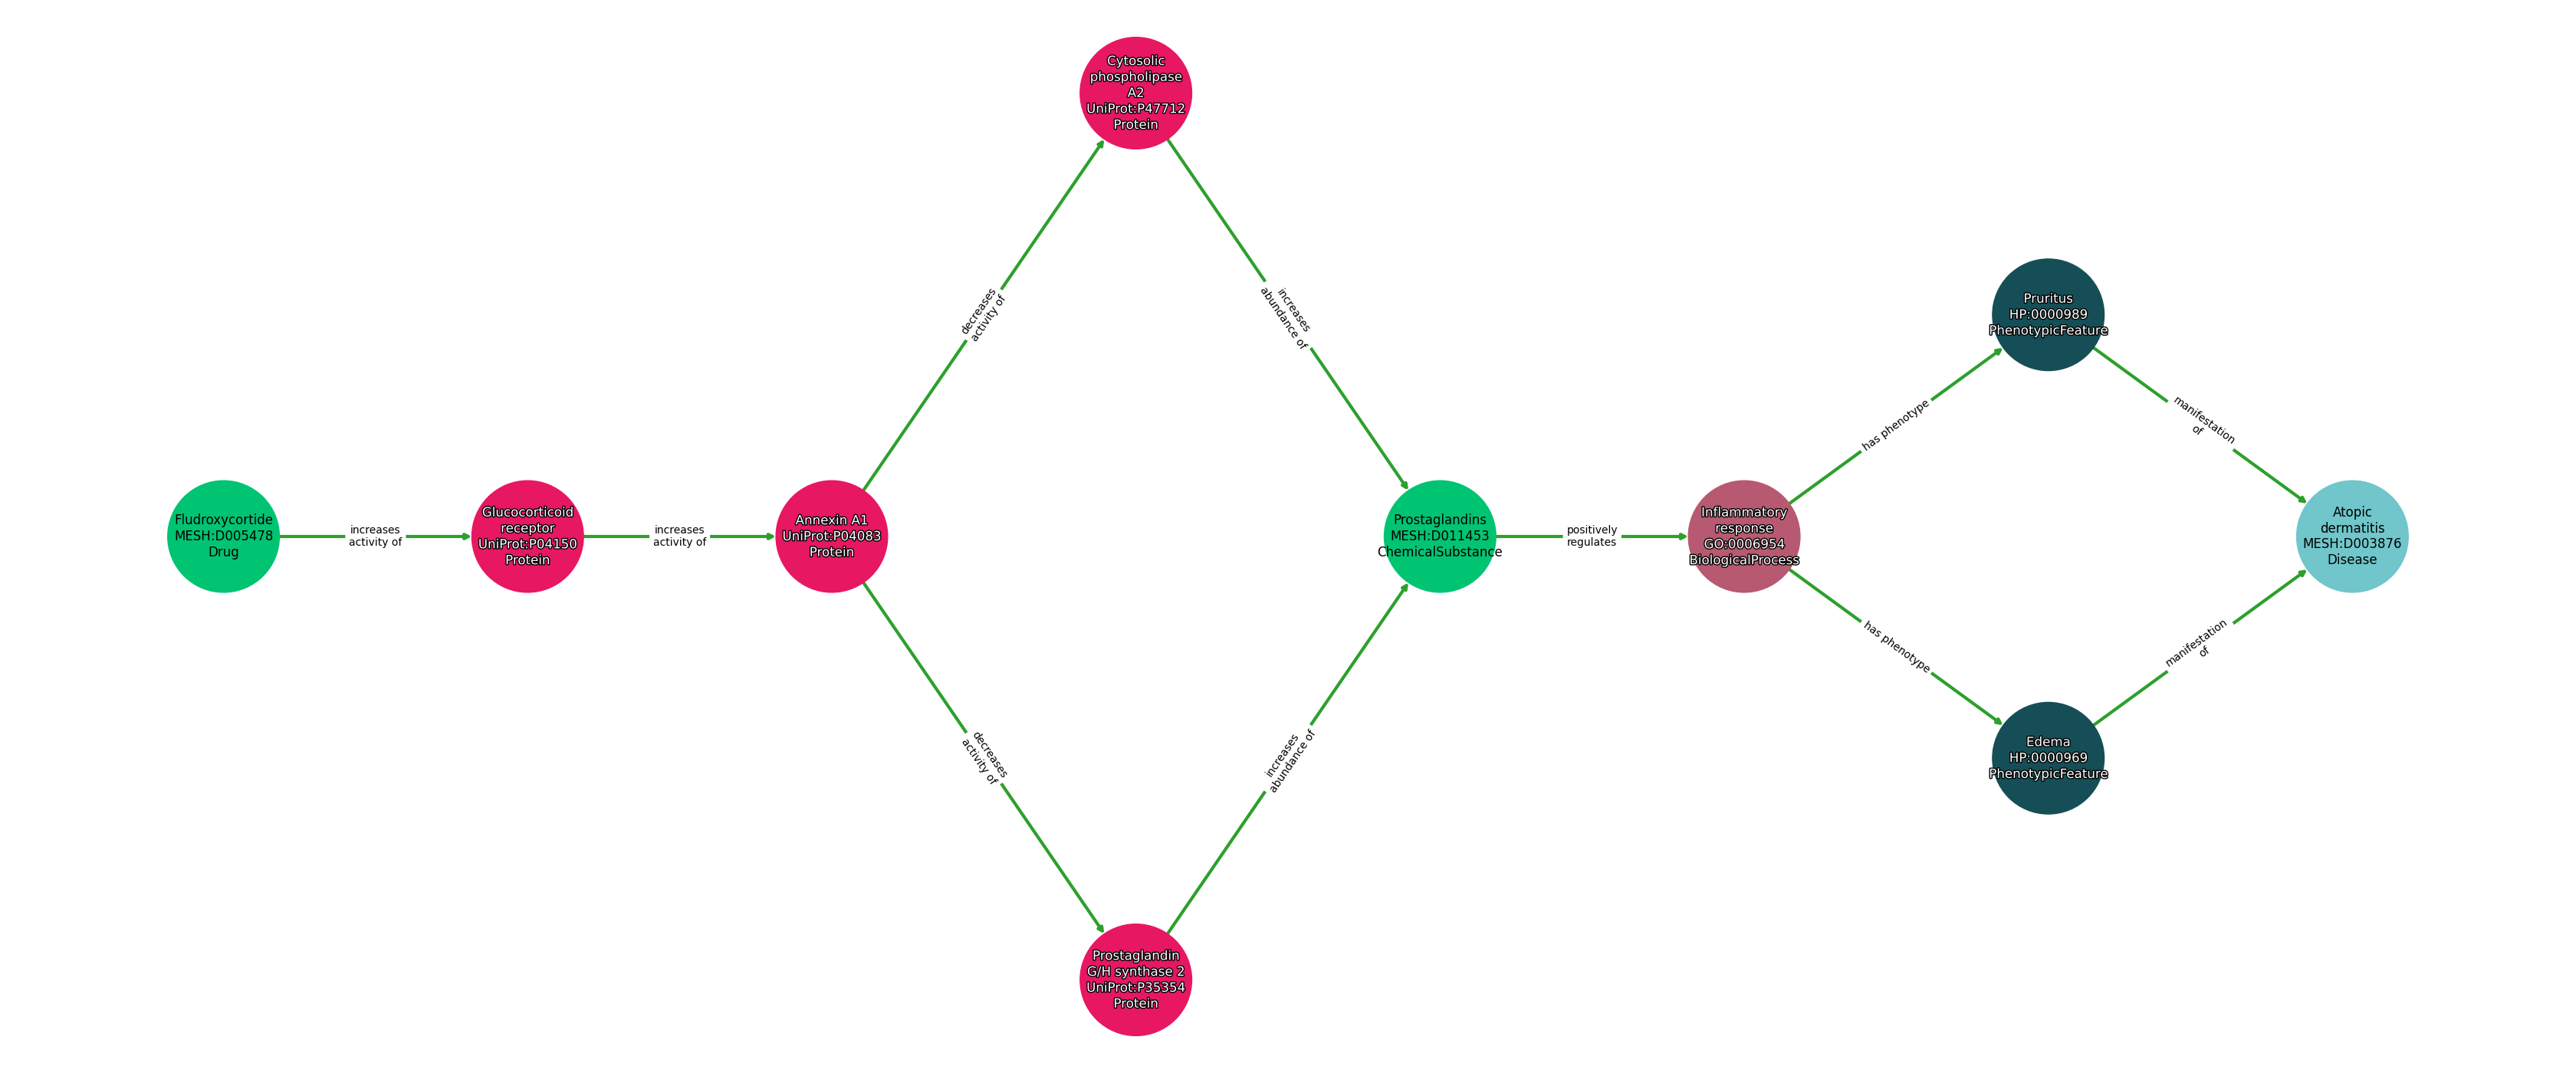 Cytosolic
phospholipase
A2
UniProt:P47712
Protein
Pruritus
HP:0000989
PhenotypicFeature
decreases
activity of
increases
abundance of
has phenotype
manifestation
of
Fludroxycortide
MESH:D005478
Drug
increases
activity of
Glucocorticoid
receptor
UniProt:P04150
Protein
increases
activity of
Annexin A1
UniProt:P04083
Protein
Prostaglandins
MESH:D011453
ChemicalSubstance
positively
regulates
Inflammatory
response
GO:0006954
BiologicalProcess
Atopic
dermatitis
MESH:D003876
Disease
has phenotype
manifestation
of
decreases
activity of
increases
abundance of
Edema
HP:0000969
PhenotypicFeature
Prostaglandin
G/H synthase 2
UniProt:P35354
Protein